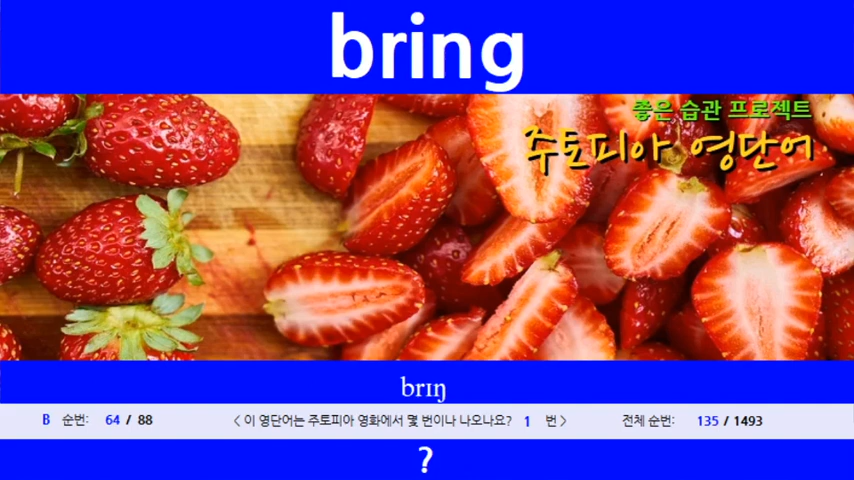 bring
좋은 습관 프로젝트
주토피아 영단어
brɪŋ
B 순번: 64 / 88 < 이 영단어는 주토피아 영화에서 몇 번이나 나오나요? 1 번 > 전체 순번: 135 / 1493
?